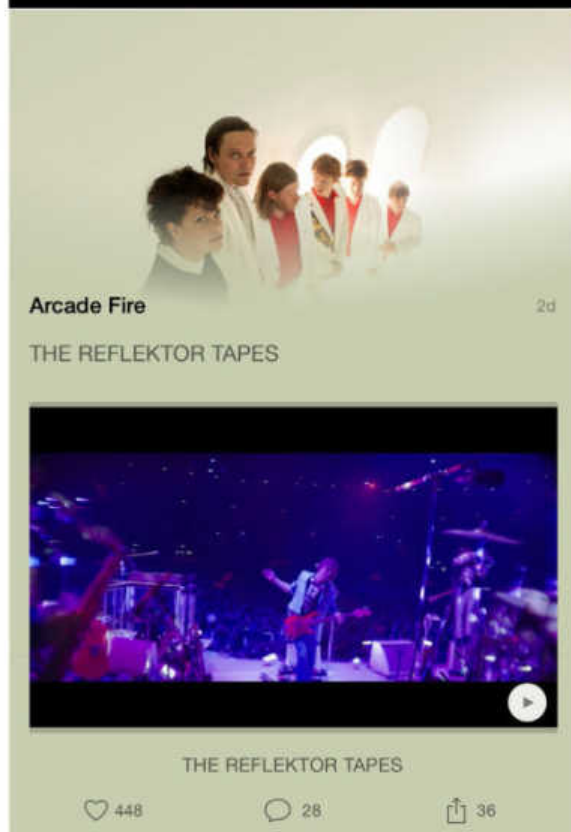 Arcade Fire
2d
THE REFLEKTOR TAPES
THE REFLEKTOR TAPES
448 28 36